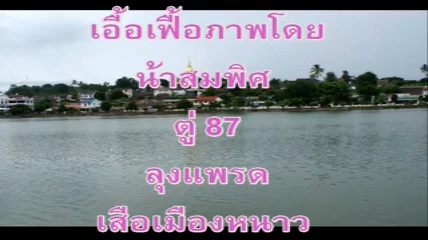 เอื้อเฟื้อภาพโดย
น้าสมพิศ
ตู่ 87
ลุงแพรด
เสือเมืองหนาว